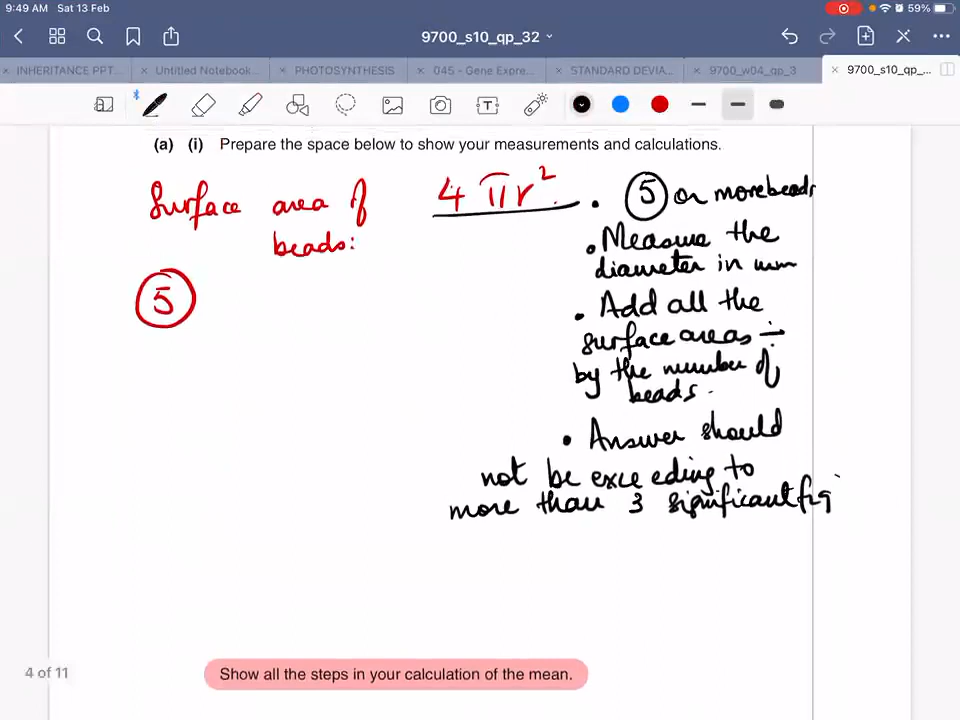 9:49 AM Sat 13 Feb
59%
9700_s10_qp_32
INHERITANCE PPT...
Untitled Notebook...
PHOTOSYNTHESIS
045 - Gene Expre...
STANDARD DEVIA...
9700_w04_qp_3
9700_s10_qp_...
(a) (i) Prepare the space below to show your measurements and calculations.
Surface area of beads:
4 πr²
5
• 5 or more beads
• Measure the
diameter in mm
• Add all the
surface areas ÷
by the number of
beads.
• Answer should
not be exceeding to
more than 3 significant fig
4 of 11
Show all the steps in your calculation of the mean.